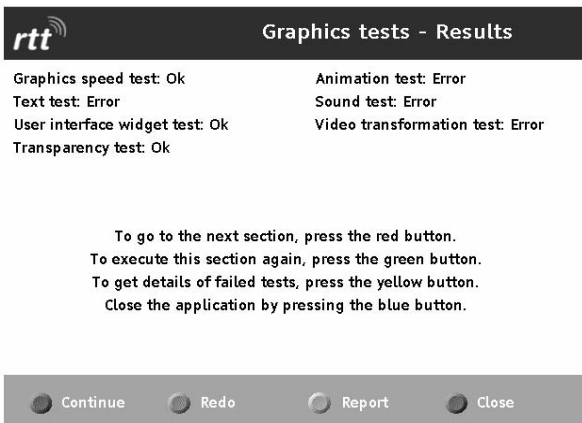 rtt
Graphics tests - Results
Graphics speed test: Ok
Text test: Error
User interface widget test: Ok
Transparency test: Ok
Animation test: Error
Sound test: Error
Video transformation test: Error
To go to the next section, press the red button.
To execute this section again, press the green button.
To get details of failed tests, press the yellow button.
Close the application by pressing the blue button.
Continue Redo Report Close